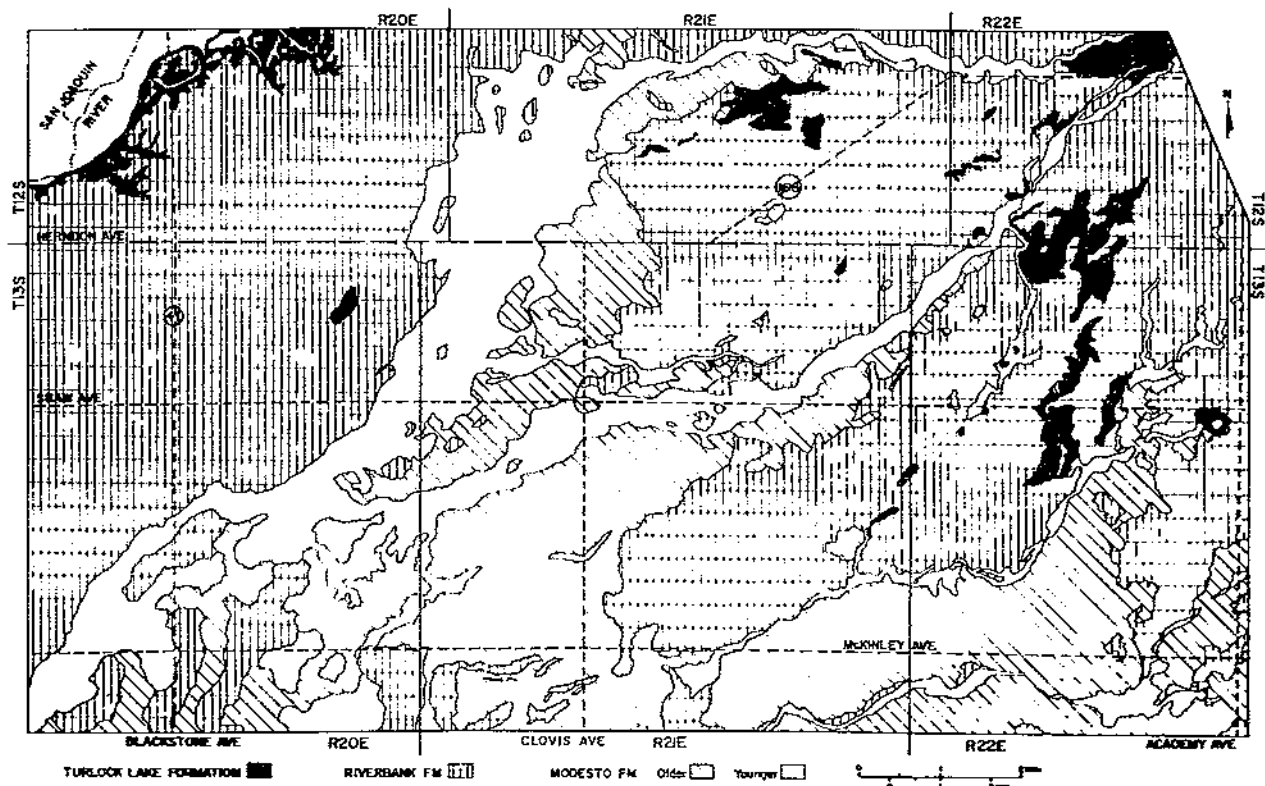 R20E R21E R22E
SAN JOAQUIN
RIVER
N
T12S T12S
HERNDON AVE
T13S T13S
SHAW AVE
McKINLEY AVE
BLACKSTONE AVE R20E CLOVIS AVE R21E R22E ACADEMY AVE
TURLOCK LAKE FORMATION RIVERBANK FM MODESTO FM Older Younger